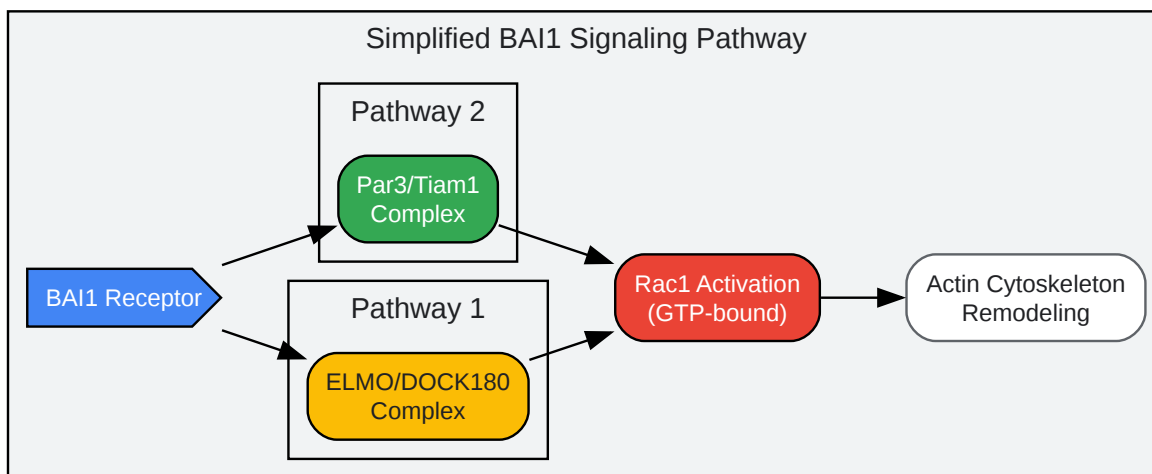 Simplified BAI1 Signaling Pathway
Pathway 2
Par3/Tiam1
Complex
BAI1 Receptor
Pathway 1
ELMO/DOCK180
Complex
Rac1 Activation
(GTP-bound)
Actin Cytoskeleton
Remodeling